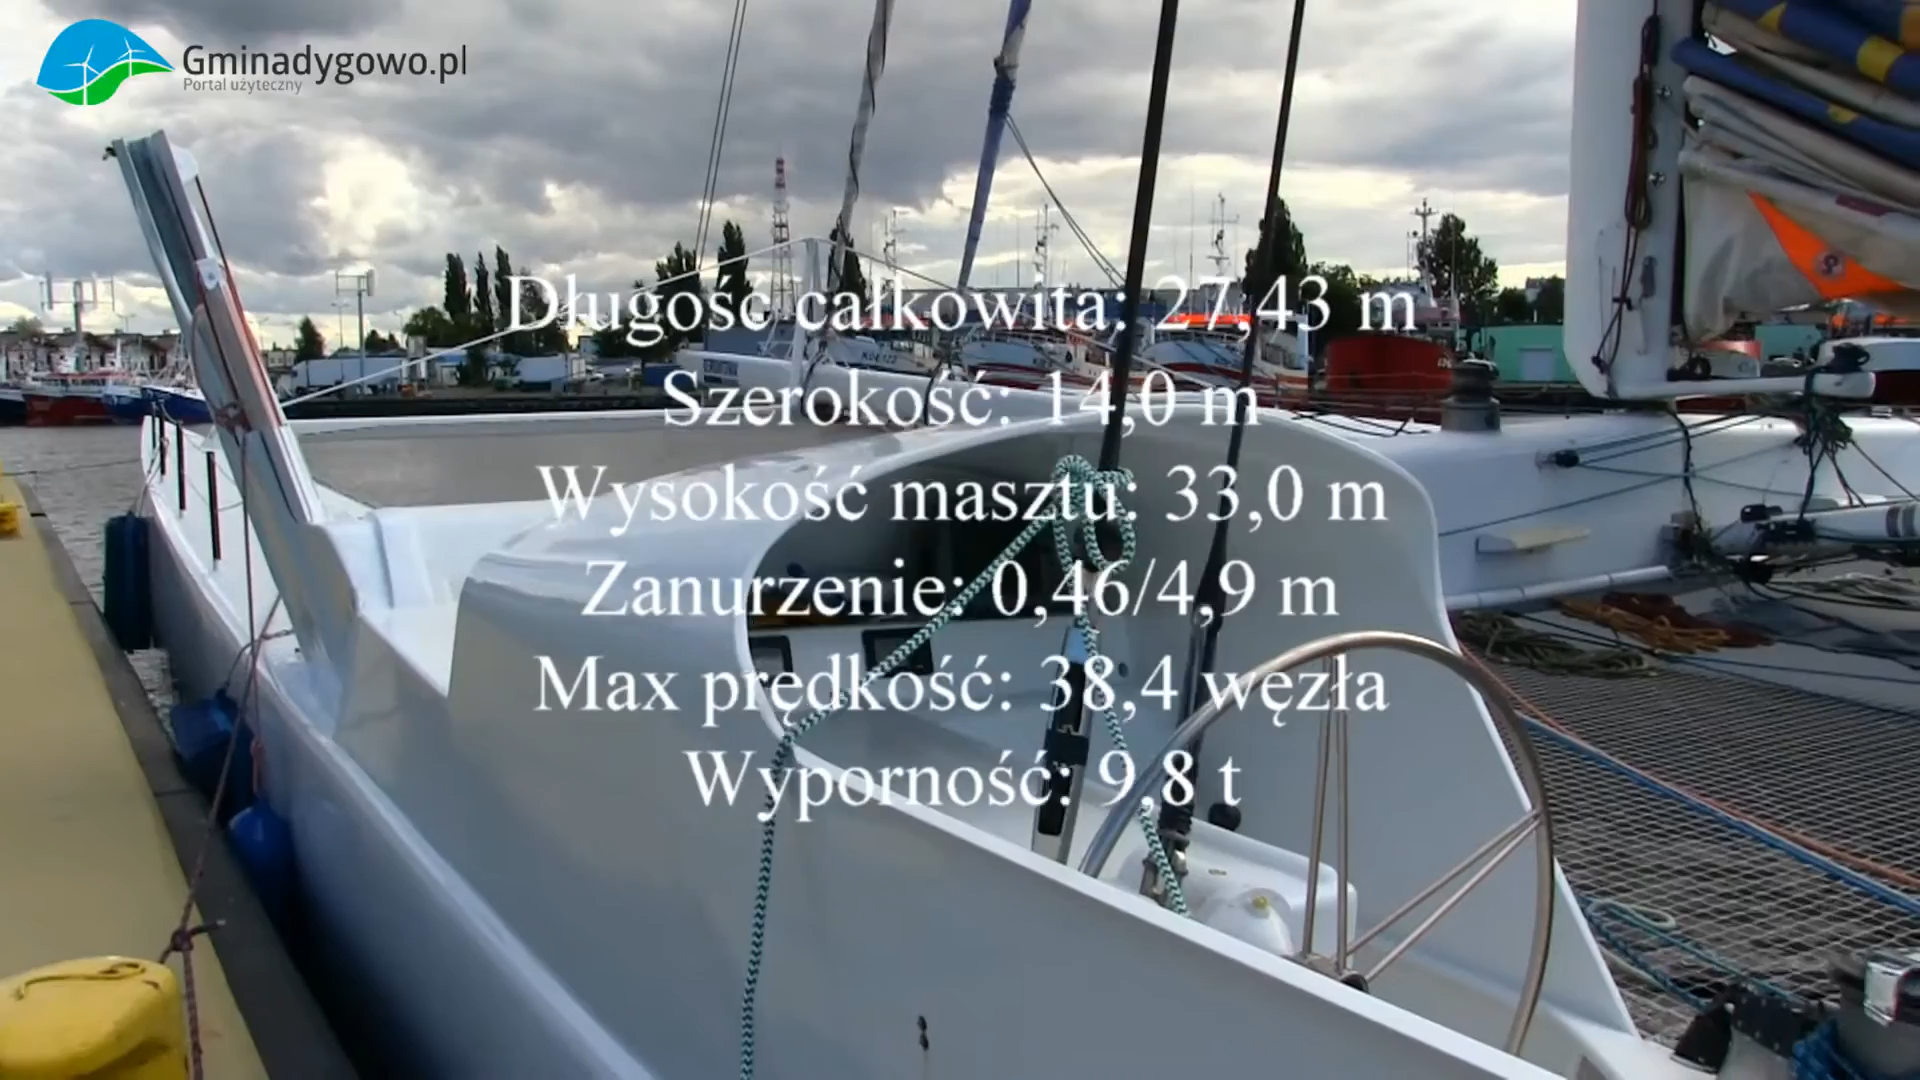 Gminadygowo.pl
Portal użyteczny
Długość całkowita: 27,43 m
Szerokość: 14,0 m
Wysokość masztu: 33,0 m
Zanurzenie: 0,46/4,9 m
Max prędkość: 38,4 węzła
Wyporność: 9,8 t